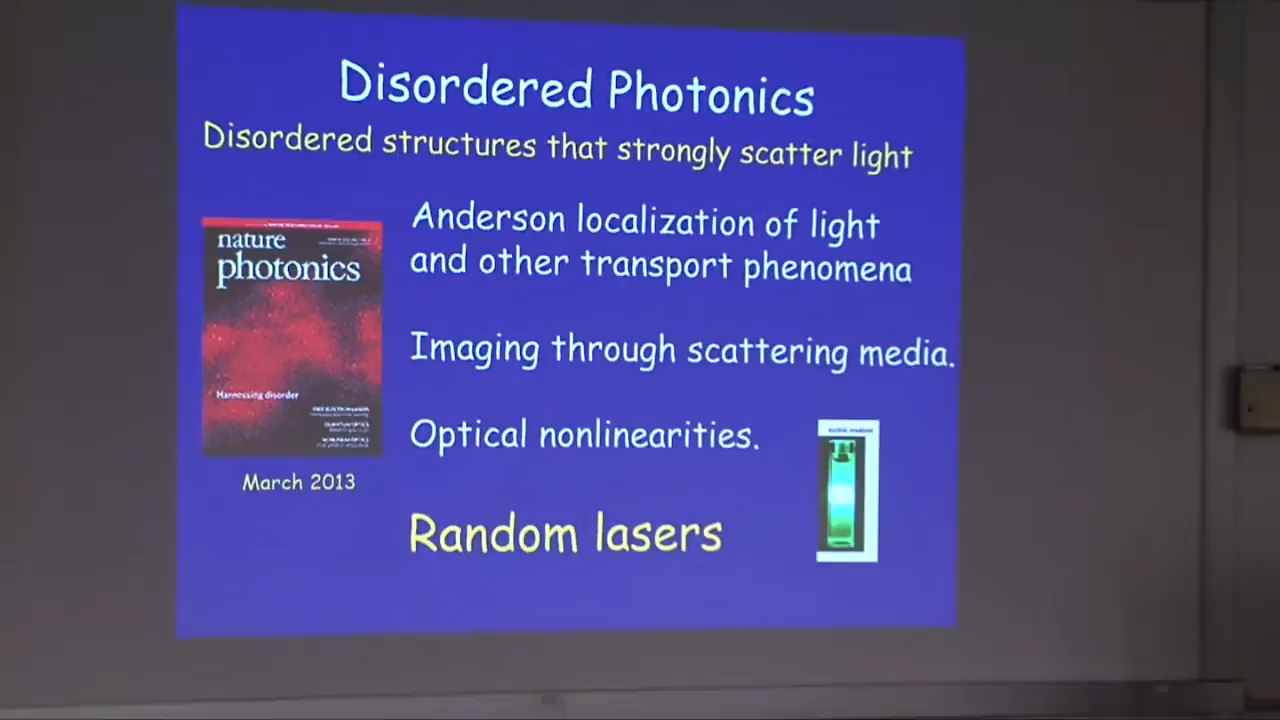 Disordered Photonics
Disordered structures that strongly scatter light
Anderson localization of light
and other transport phenomena
nature
photonics
Imaging through scattering media.
Harnessing disorder
Optical nonlinearities.
March 2013
Random lasers